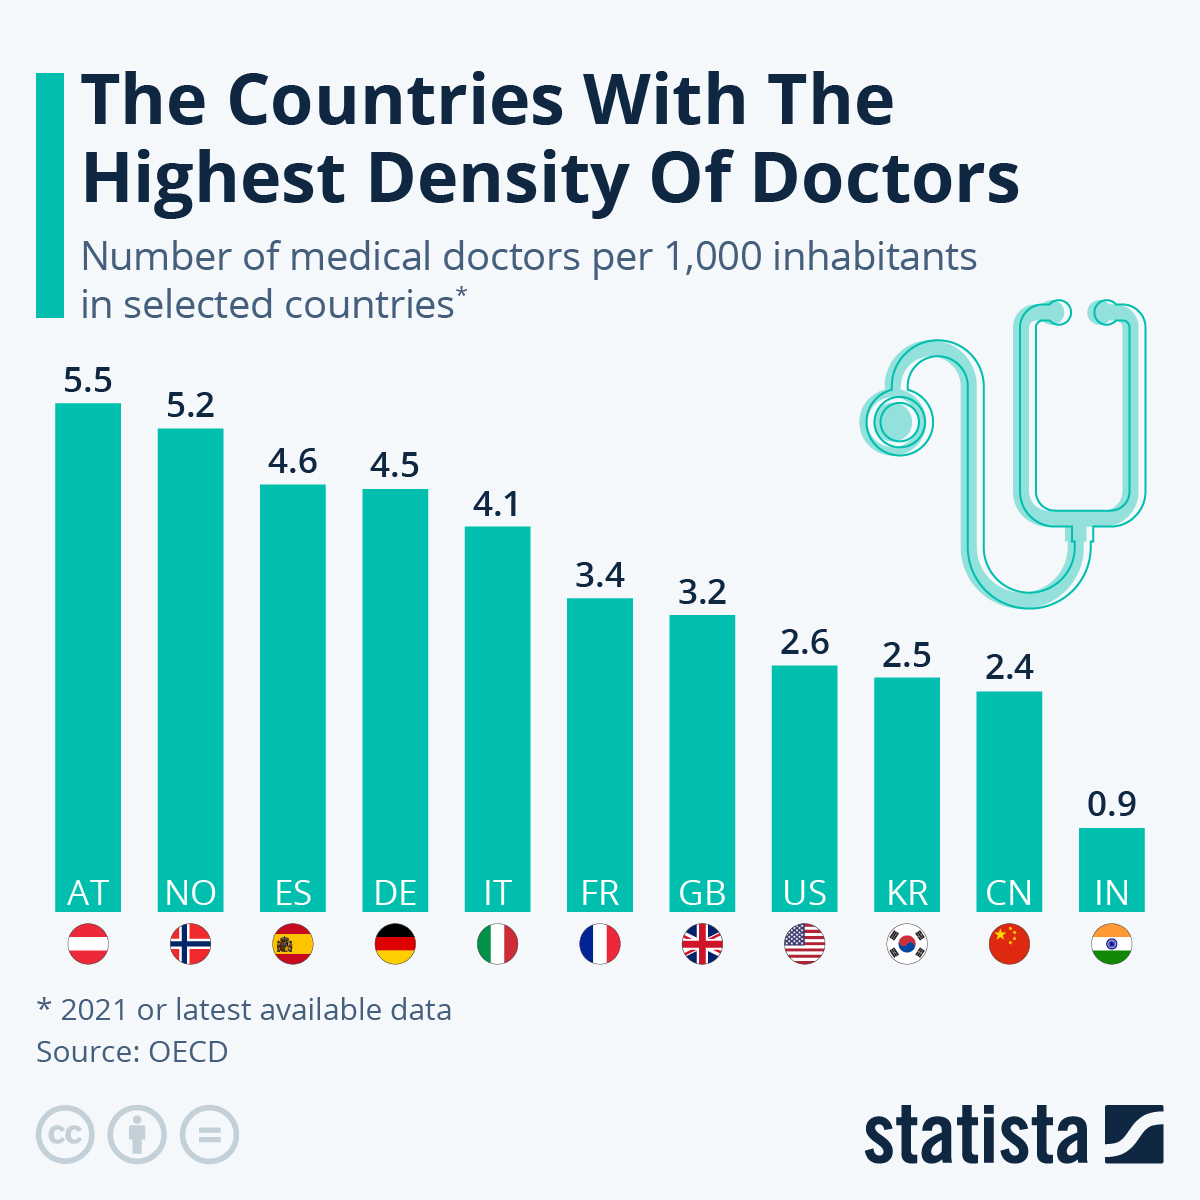 The Countries With The
Highest Density Of Doctors
Number of medical doctors per 1,000 inhabitants
in selected countries*
5.5
5.2
4.6
4.5
4.1
3.4
3.2
2.6
2.5
2.4
0.9
AT
NO
ES
DE
IT
FR
GB
US
KR
CN
IN
* 2021 or latest available data
Source: OECD
cc
statista